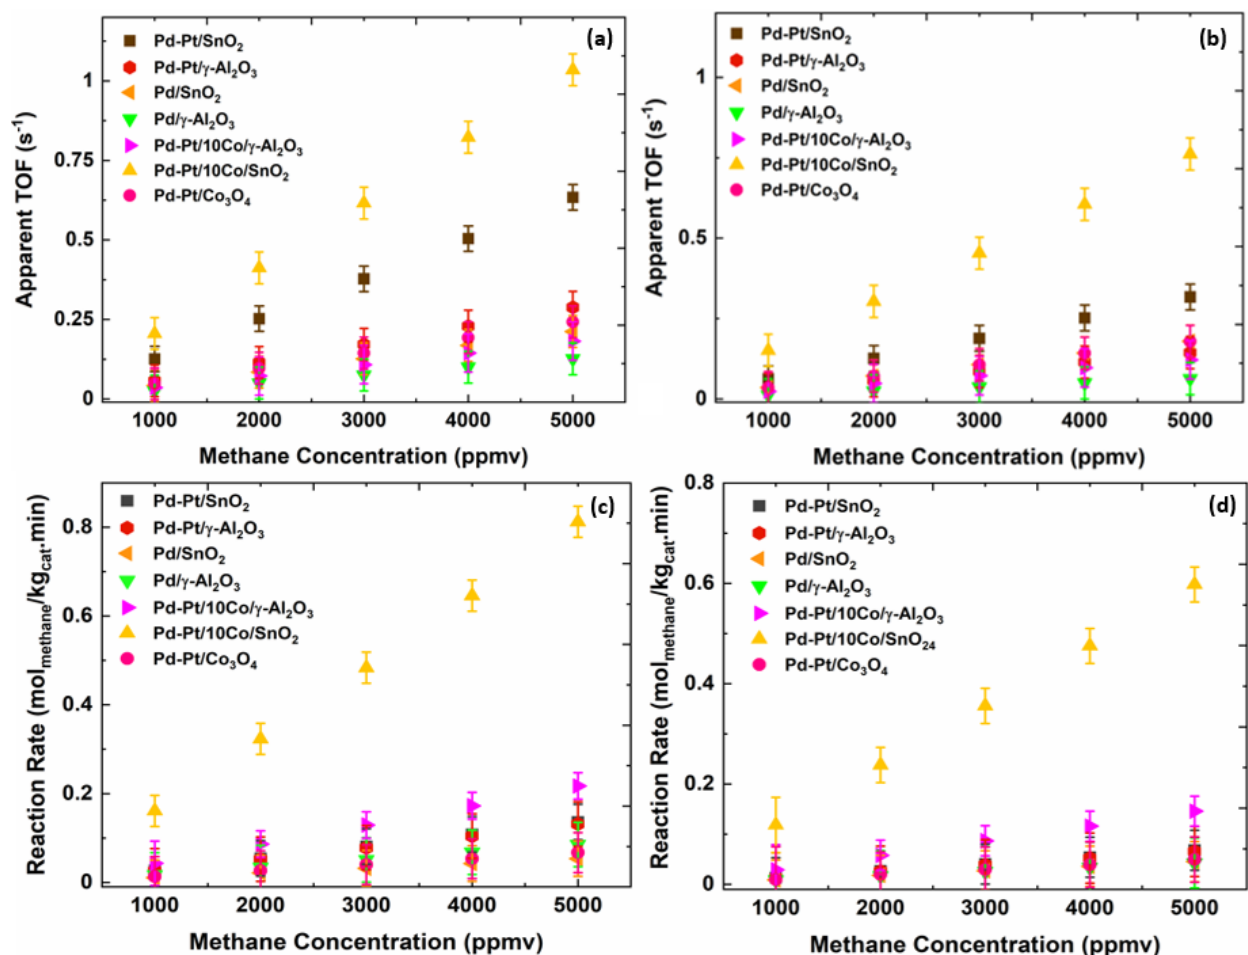 (a)
Pd-Pt/SnO₂
Pd-Pt/γ-Al₂O₃
Pd/SnO₂
Pd/γ-Al₂O₃
Pd-Pt/10Co/γ-Al₂O₃
Pd-Pt/10Co/SnO₂
Pd-Pt/Co₃O₄
Apparent TOF (s⁻¹)
1
0.75
0.5
0.25
0
1000 2000 3000 4000 5000
Methane Concentration (ppmv)
(b)
Pd-Pt/SnO₂
Pd-Pt/γ-Al₂O₃
Pd/SnO₂
Pd/γ-Al₂O₃
Pd-Pt/10Co/γ-Al₂O₃
Pd-Pt/10Co/SnO₂
Pd-Pt/Co₃O₄
Apparent TOF (s⁻¹)
1
0.5
0
1000 2000 3000 4000 5000
Methane Concentration (ppmv)
(c)
Pd-Pt/SnO₂
Pd-Pt/γ-Al₂O₃
Pd/SnO₂
Pd/γ-Al₂O₃
Pd-Pt/10Co/γ-Al₂O₃
Pd-Pt/10Co/SnO₂
Pd-Pt/Co₃O₄
Reaction Rate (mol_methane/kg_cat.min)
0.8
0.6
0.4
0.2
0
1000 2000 3000 4000 5000
Methane Concentration (ppmv)
(d)
Pd-Pt/SnO₂
Pd-Pt/γ-Al₂O₃
Pd/SnO₂
Pd/γ-Al₂O₃
Pd-Pt/10Co/γ-Al₂O₃
Pd-Pt/10Co/SnO₂₄
Pd-Pt/Co₃O₄
Reaction Rate (mol_methane/kg_cat.min)
0.8
0.6
0.4
0.2
0
1000 2000 3000 4000 5000
Methane Concentration (ppmv)